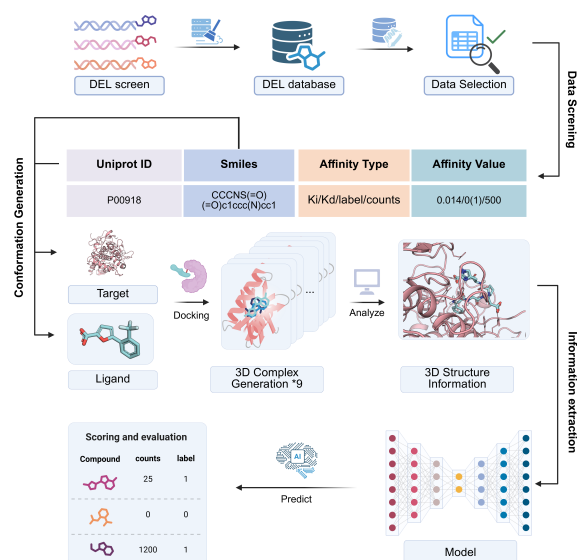 DEL screen
DEL database
Data Selection
Data Screning
Conformation Generation
Uniprot ID
Smiles
Affinity Type
Affinity Value
P00918
CCCNS(=O)
(=O)c1ccc(N)cc1
Ki/Kd/label/counts
0.014/0(1)/500
Target
Docking
...
Analyze
Ligand
3D Complex
Generation *9
3D Structure
Information
Information extraction
Scoring and evaluation
Compound counts label
25 1
0 0
1200 1
AI
Predict
Model